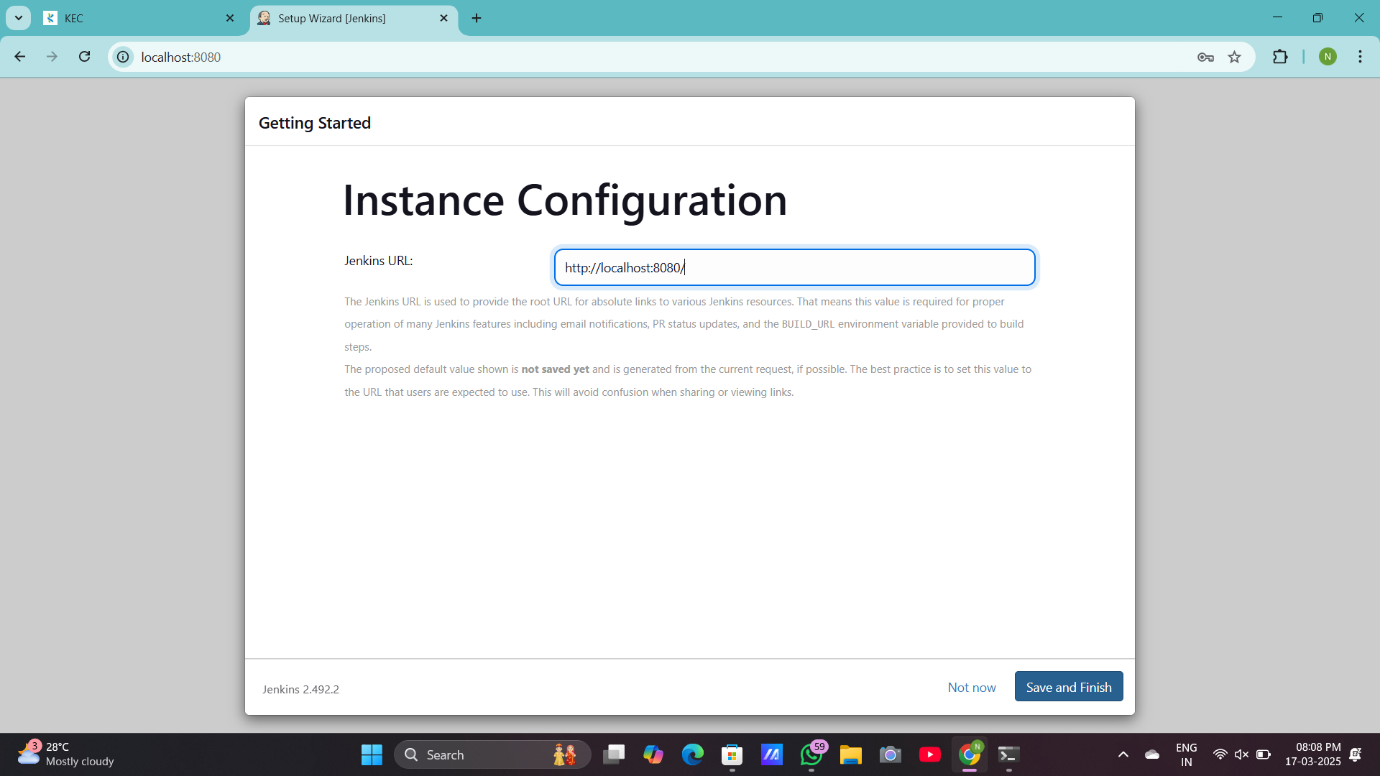 KEC
Setup Wizard [Jenkins]
localhost:8080
N
Getting Started
Instance Configuration
Jenkins URL:
http://localhost:8080/
The Jenkins URL is used to provide the root URL for absolute links to various Jenkins resources. That means this value is required for proper
operation of many Jenkins features including email notifications, PR status updates, and the BUILD_URL environment variable provided to build
steps.
The proposed default value shown is not saved yet and is generated from the current request, if possible. The best practice is to set this value to
the URL that users are expected to use. This will avoid confusion when sharing or viewing links.
Jenkins 2.492.2
Not now
Save and Finish
3
28°C
Mostly cloudy
Search
59
N
ENG
IN
08:08 PM
17-03-2025